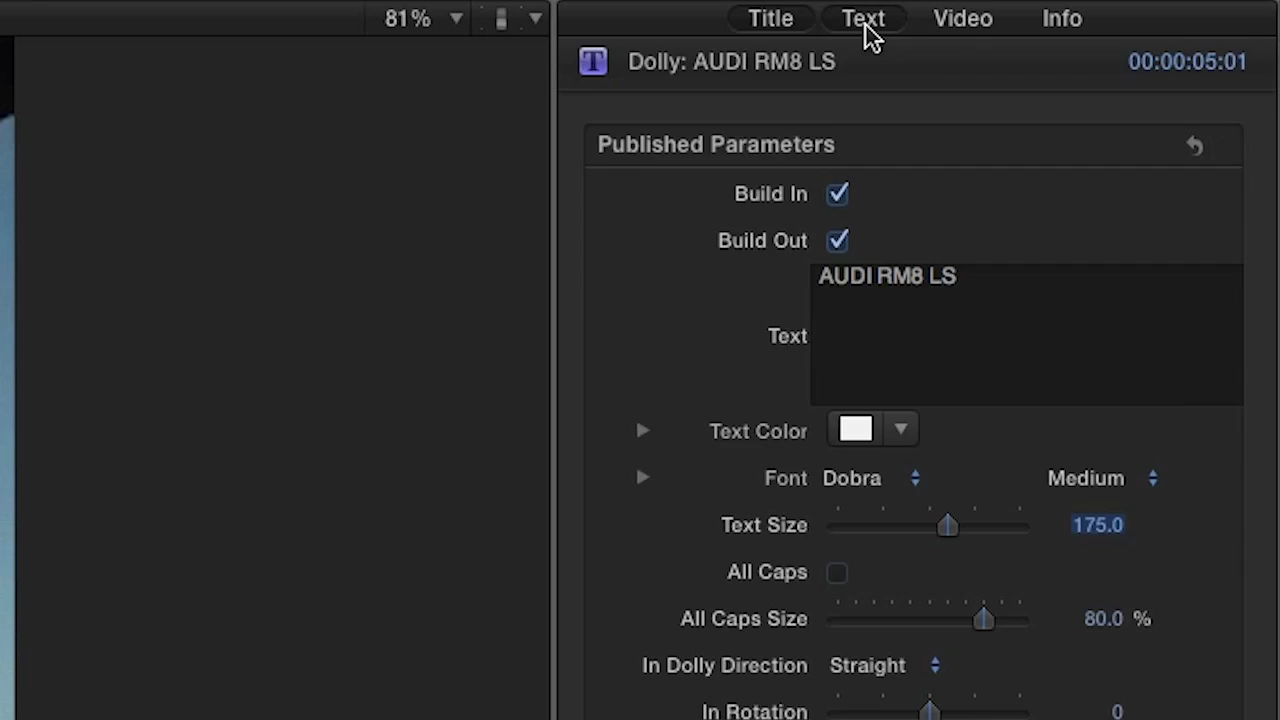 81%
Title Text Video Info
T Dolly: AUDI RM8 LS 00:00:05:01
Published Parameters
Build In
Build Out
AUDI RM8 LS
Text
Text Color
Font Dobra Medium
Text Size 175.0
All Caps
All Caps Size 80.0 %
In Dolly Direction Straight
In Rotation 0